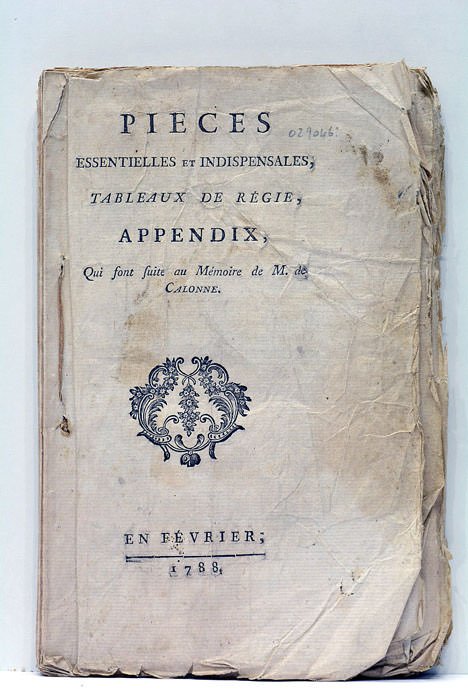 PIECES
029046
ESSENTIELLES ET INDISPENSALES,
TABLEAUX DE RÉGIE,
APPENDIX,
Qui font suite au Mémoire de M. de
CALONNE.
EN FÉVRIER,
1788.